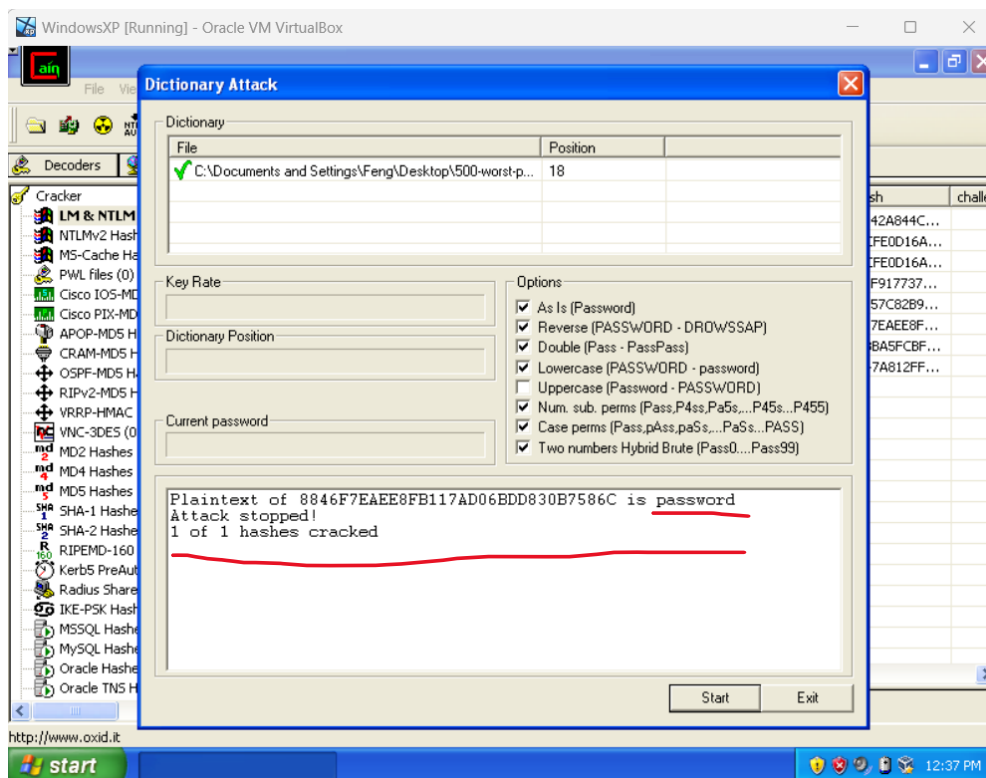 WindowsXP [Running] - Oracle VM VirtualBox
ain
File Vie
Dictionary Attack
Decoders
Cracker
LM & NTLM
NTLMv2 Hash
MS-Cache Ha
PWL files (0)
Cisco IOS-MD
Cisco PIX-MD
APOP-MD5 H
CRAM-MD5 H
OSPF-MD5 H
RIPv2-MD5 H
VRRP-HMAC
VNC-3DES (0
MD2 Hashes
MD4 Hashes
MD5 Hashes
SHA-1 Hashe
SHA-2 Hashe
RIPEMD-160
Kerb5 PreAut
Radius Share
IKE-PSK Hash
MSSQL Hashe
MySQL Hashe
Oracle Hashe
Oracle TNS H
Dictionary
File Position
C:\Documents and Settings\Feng\Desktop\500-worst-p... 18
Key Rate
Dictionary Position
Current password
Options
As Is (Password)
Reverse (PASSWORD - DROWSSAP)
Double (Pass - PassPass)
Lowercase (PASSWORD - password)
Uppercase (Password - PASSWORD)
Num. sub. perms (Pass,P4ss,Pa5s,...P45s...P455)
Case perms (Pass,pAss,paSs,...PaSs...PASS)
Two numbers Hybrid Brute (Pass0....Pass99)
Plaintext of 8846F7EAEE8FB117AD06BDD830B7586C is password
Attack stopped!
1 of 1 hashes cracked
Start Exit
sh challe
42A844C...
FE0D16A...
FE0D16A...
F917737...
57C82B9...
7EAEE8F...
BA5FCBF...
7A812FF...
http://www.oxid.it
start
12:37 PM